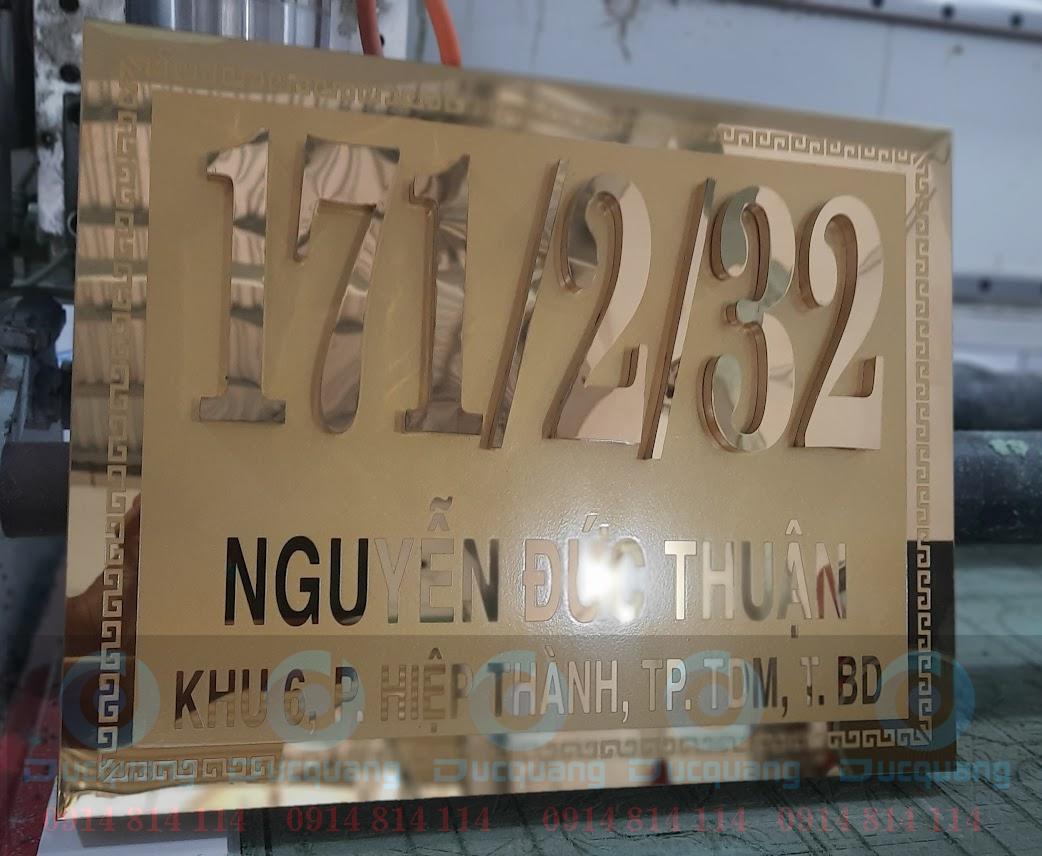 171/2/32
NGUYỄN ĐỨC THUẬN
KHU 6, P. HIỆP THÀNH, TP. TDM, T. BD
Ducquang Ducquang Ducquang Ducquang Ducquang
0914 814 114 0914 814 114 0914 814 114 0914 814 114